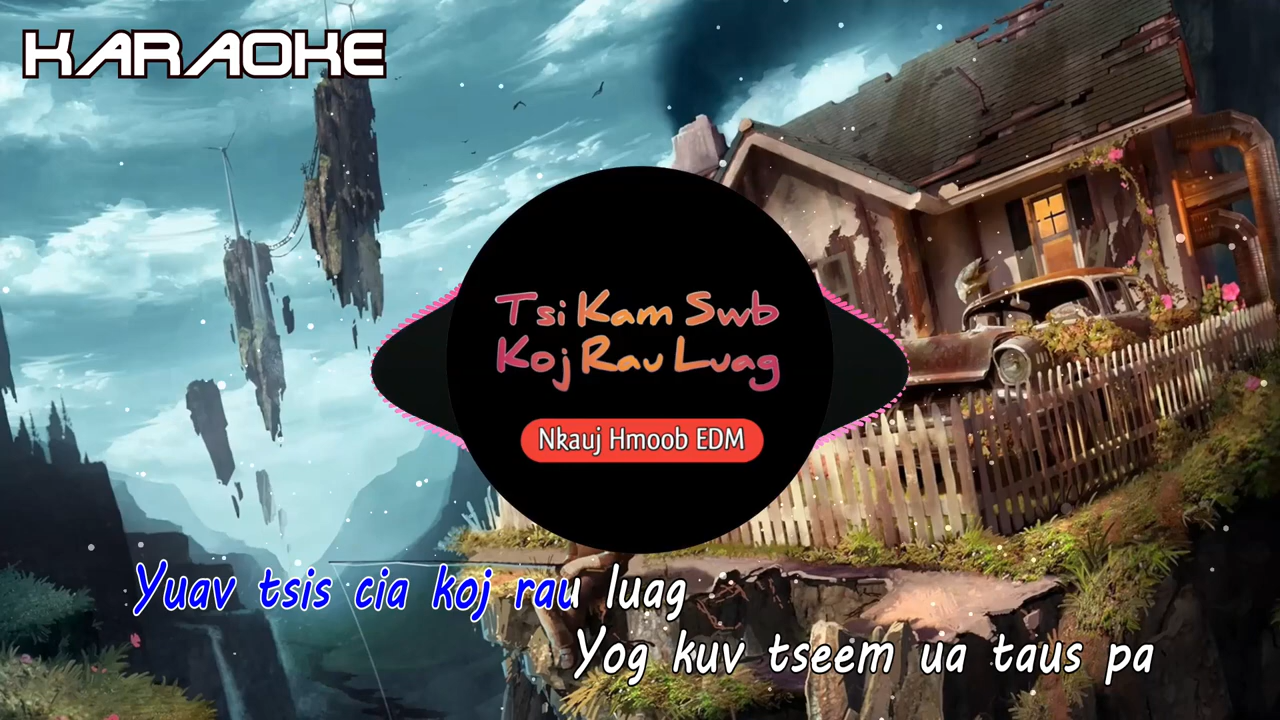 KARAOKE
Tsi Kam Swb
Koj Rau Luag
Nkauj Hmoob EDM
Yuav tsis cia koj rau luag
Yog kuv tseem ua taus pa